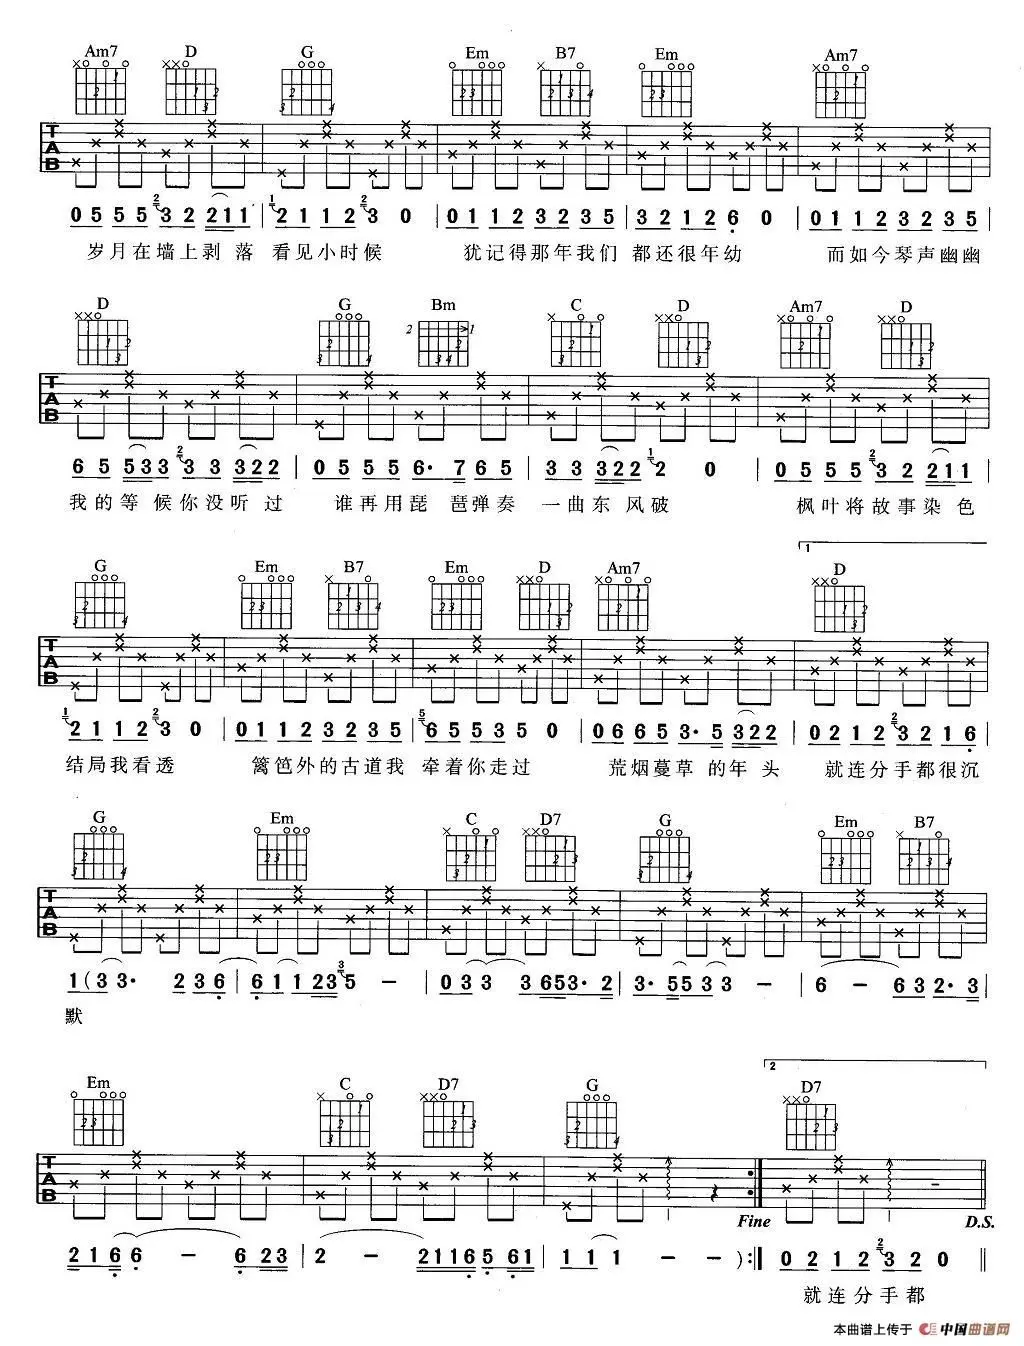 Am7 D G Em B7 Em Am7
TAB
0 5 5 5 2 3 2 2 1 1 | 1 2 1 1 2 2 3 0 | 0 1 1 2 3 2 3 5 | 3 2 1 2 6 0 | 0 1 1 2 3 2 3 5
岁月在墙上剥 落 看见小时候 犹记得那年我们 都还很年幼 而如今琴声幽幽
D G Bm C D Am7 D
TAB
6 5 5 3 3 2 3 3 3 2 2 | 0 5 5 5 6· 7 6 5 | 3 3 3 2 2 1 2 0 | 0 5 5 5 2 3 2 2 1 1
我的等 候你没听 过 谁再用琵 琶弹奏 一曲东 风破 枫叶将故事染 色
1
G Em B7 Em D Am7 D
TAB
1 2 1 1 2 2 3 0 | 0 1 1 2 3 2 3 5 | 5 6 5 5 3 5 0 | 0 6 6 5 3· 5 3 2 2 | 0 2 1 2 2 3 2 1 6
结局我看透 篱笆外的古道我 牵着你走过 荒烟蔓草 的年 头 就连分手都很沉
G Em C D7 G Em B7
TAB
1 ( 3 3· 2 3 6 | 6 1 1 2 3 3 5 – | 0 3 3 3 6 5 3· 2 | 3· 5 5 3 3 – | 6 – 6 3 2· 3
默
2
Em C D7 G D7
TAB
Fine D.S.
2 1 6 6 – 6 2 3 | 2 – 2 1 1 6 5 6 1 | 1 1 1 – ) :| 0 2 1 2 2 3 2 0 ||
就连分手都
本曲谱上传于 中国曲谱网